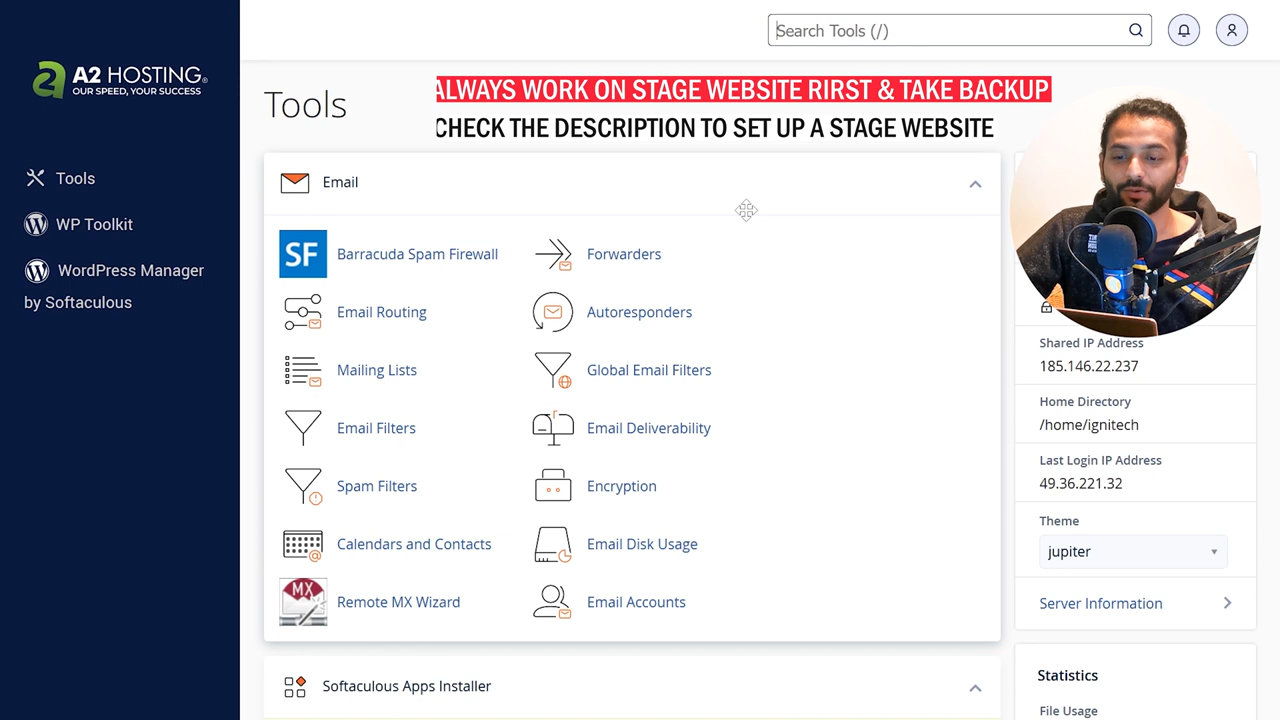 Search Tools (/)
A2 HOSTING®
OUR SPEED, YOUR SUCCESS
ALWAYS WORK ON STAGE WEBSITE RIRST & TAKE BACKUP
Tools
CHECK THE DESCRIPTION TO SET UP A STAGE WEBSITE
Tools
WP Toolkit
WordPress Manager
by Softaculous
Email
SF
Barracuda Spam Firewall
Forwarders
Email Routing
Autoresponders
Mailing Lists
Global Email Filters
Email Filters
Email Deliverability
Spam Filters
Encryption
Calendars and Contacts
Email Disk Usage
MX
Remote MX Wizard
Email Accounts
Softaculous Apps Installer
Shared IP Address
185.146.22.237
Home Directory
/home/ignitech
Last Login IP Address
49.36.221.32
Theme
jupiter
Server Information
Statistics
File Usage